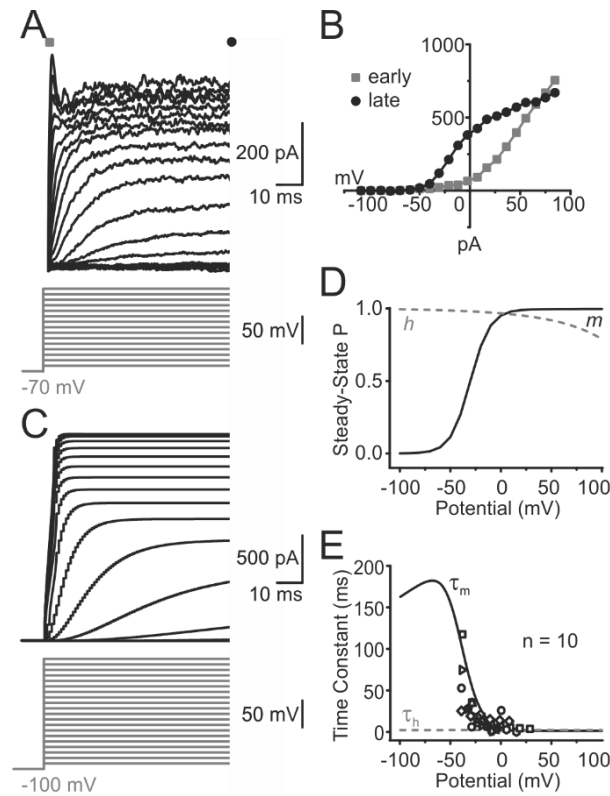 A
200 pA
10 ms
50 mV
-70 mV
B
1000
early
late
500
mV
0
-50
0
50
100
pA
C
500 pA
10 ms
50 mV
-100 mV
D
1.0
h
m
0.5
0.0
Steady-State P
-100
-50
0
50
100
Potential (mV)
E
200
150
100
50
0
Time Constant (ms)
τm
n = 10
τh
-100
-50
0
50
100
Potential (mV)